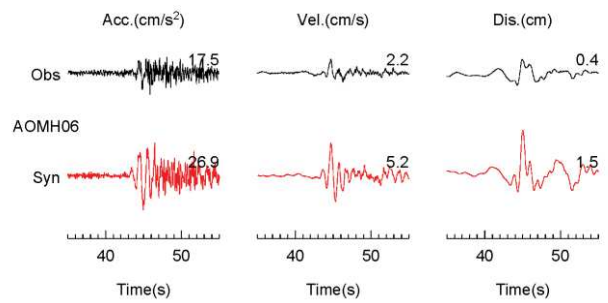 Acc.(cm/s²) Vel.(cm/s) Dis.(cm)
Obs 17.5 2.2 0.4
AOMH06
Syn 26.9 5.2 1.5
40 50 40 50 40 50
Time(s) Time(s) Time(s)